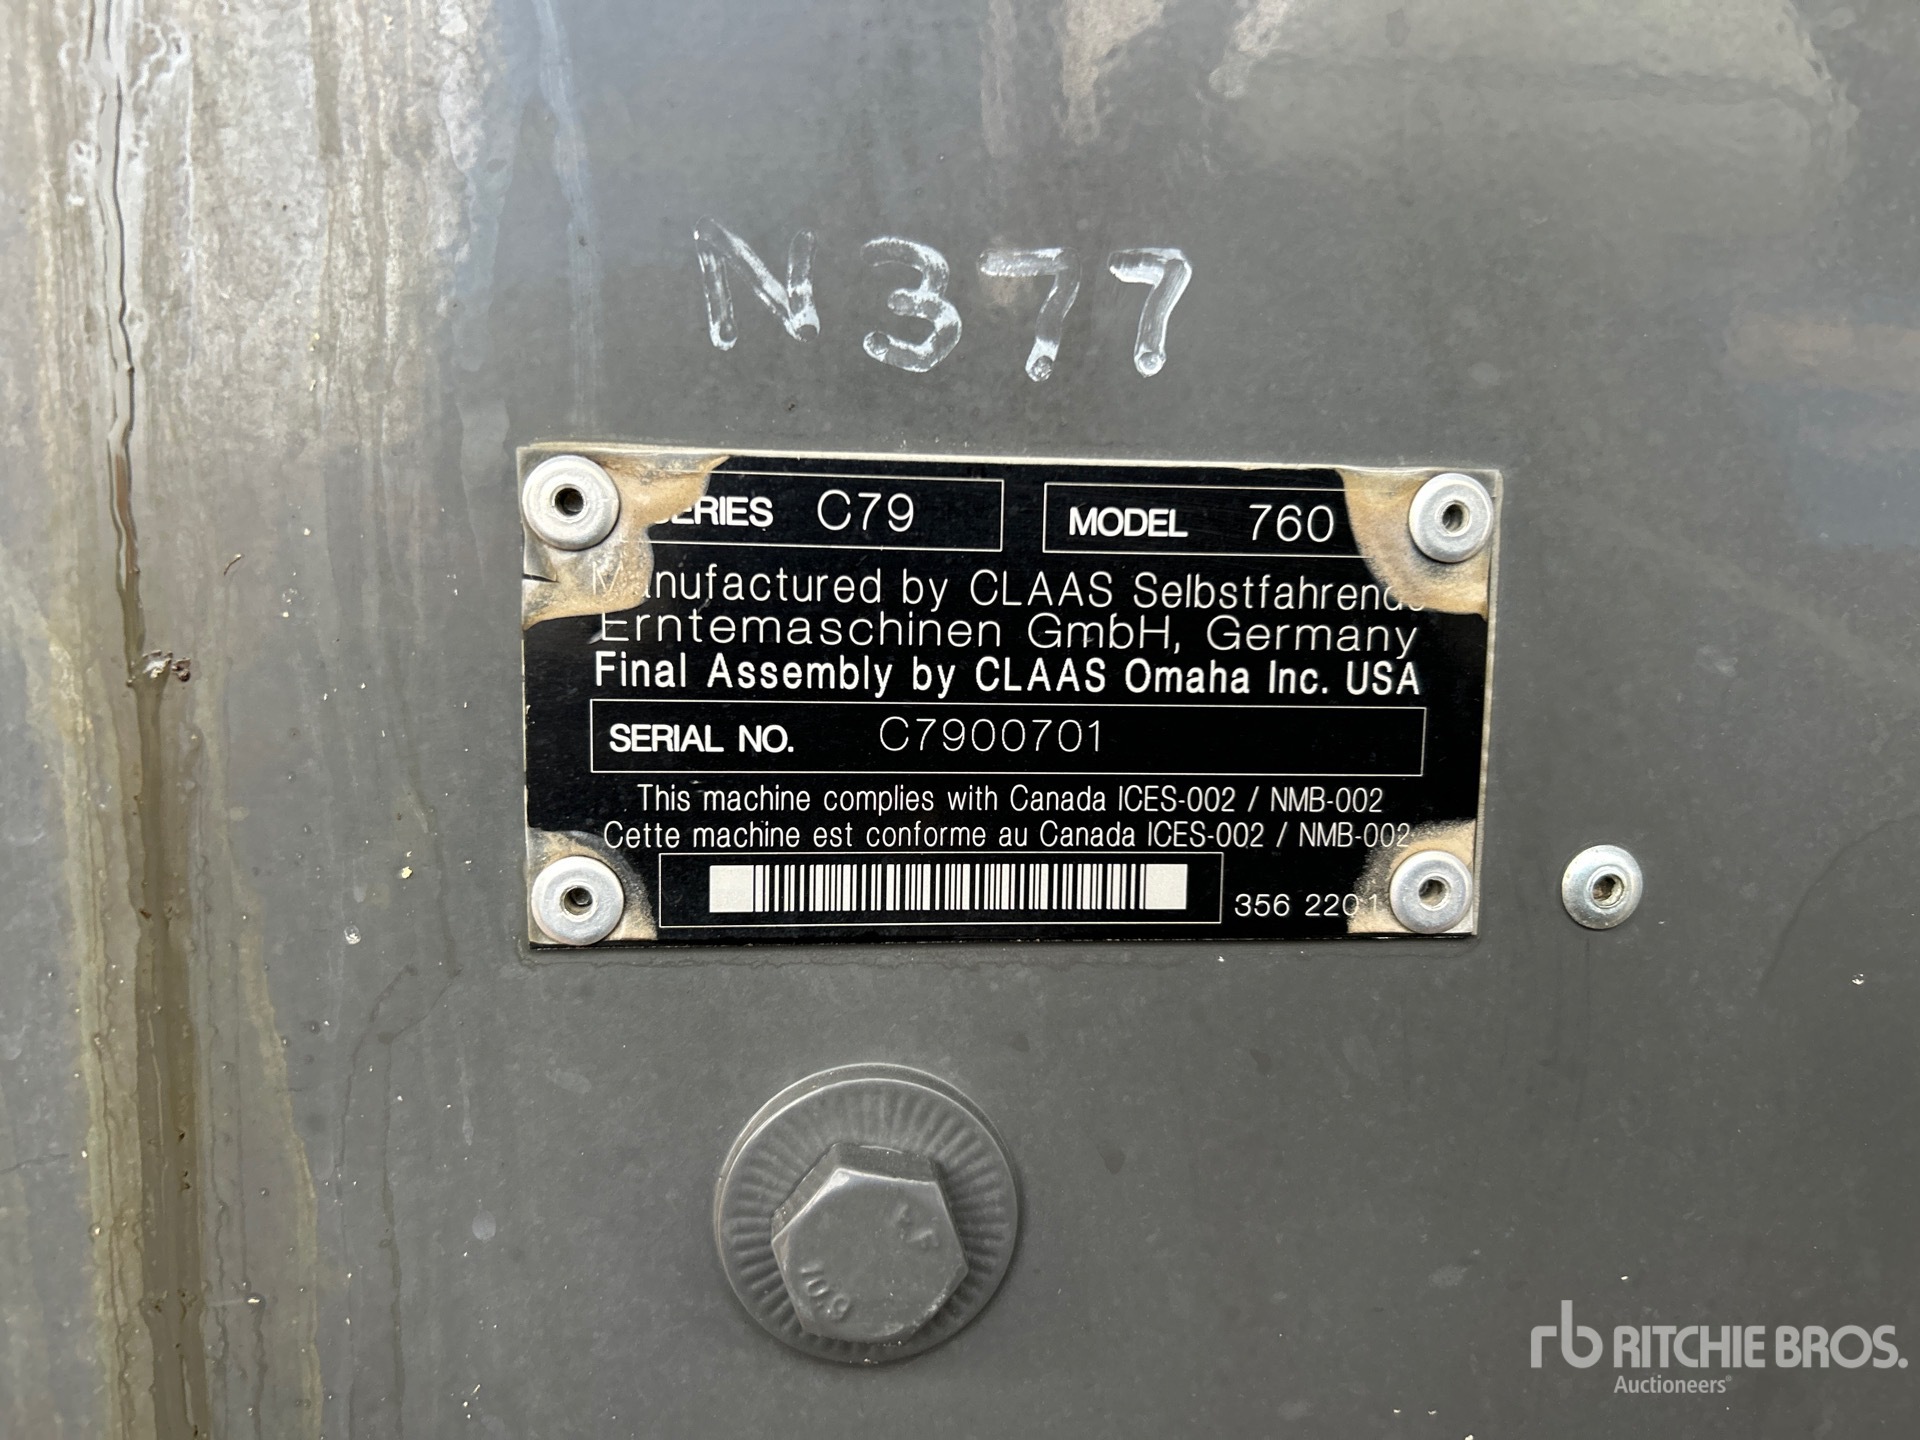 N377
SERIES C79 MODEL 760
Manufactured by CLAAS
Erntemaschinen GmbH, Germany
Final Assembly by CLAAS Omaha Inc. USA
SERIAL NO. C7900701
This machine complies with Canada ICES-002 / NMB-002
Cette machine est conforme au Canada ICES-002 / NMB-002
356 2201
10.9
rb RITCHIE BROS.
Auctioneers